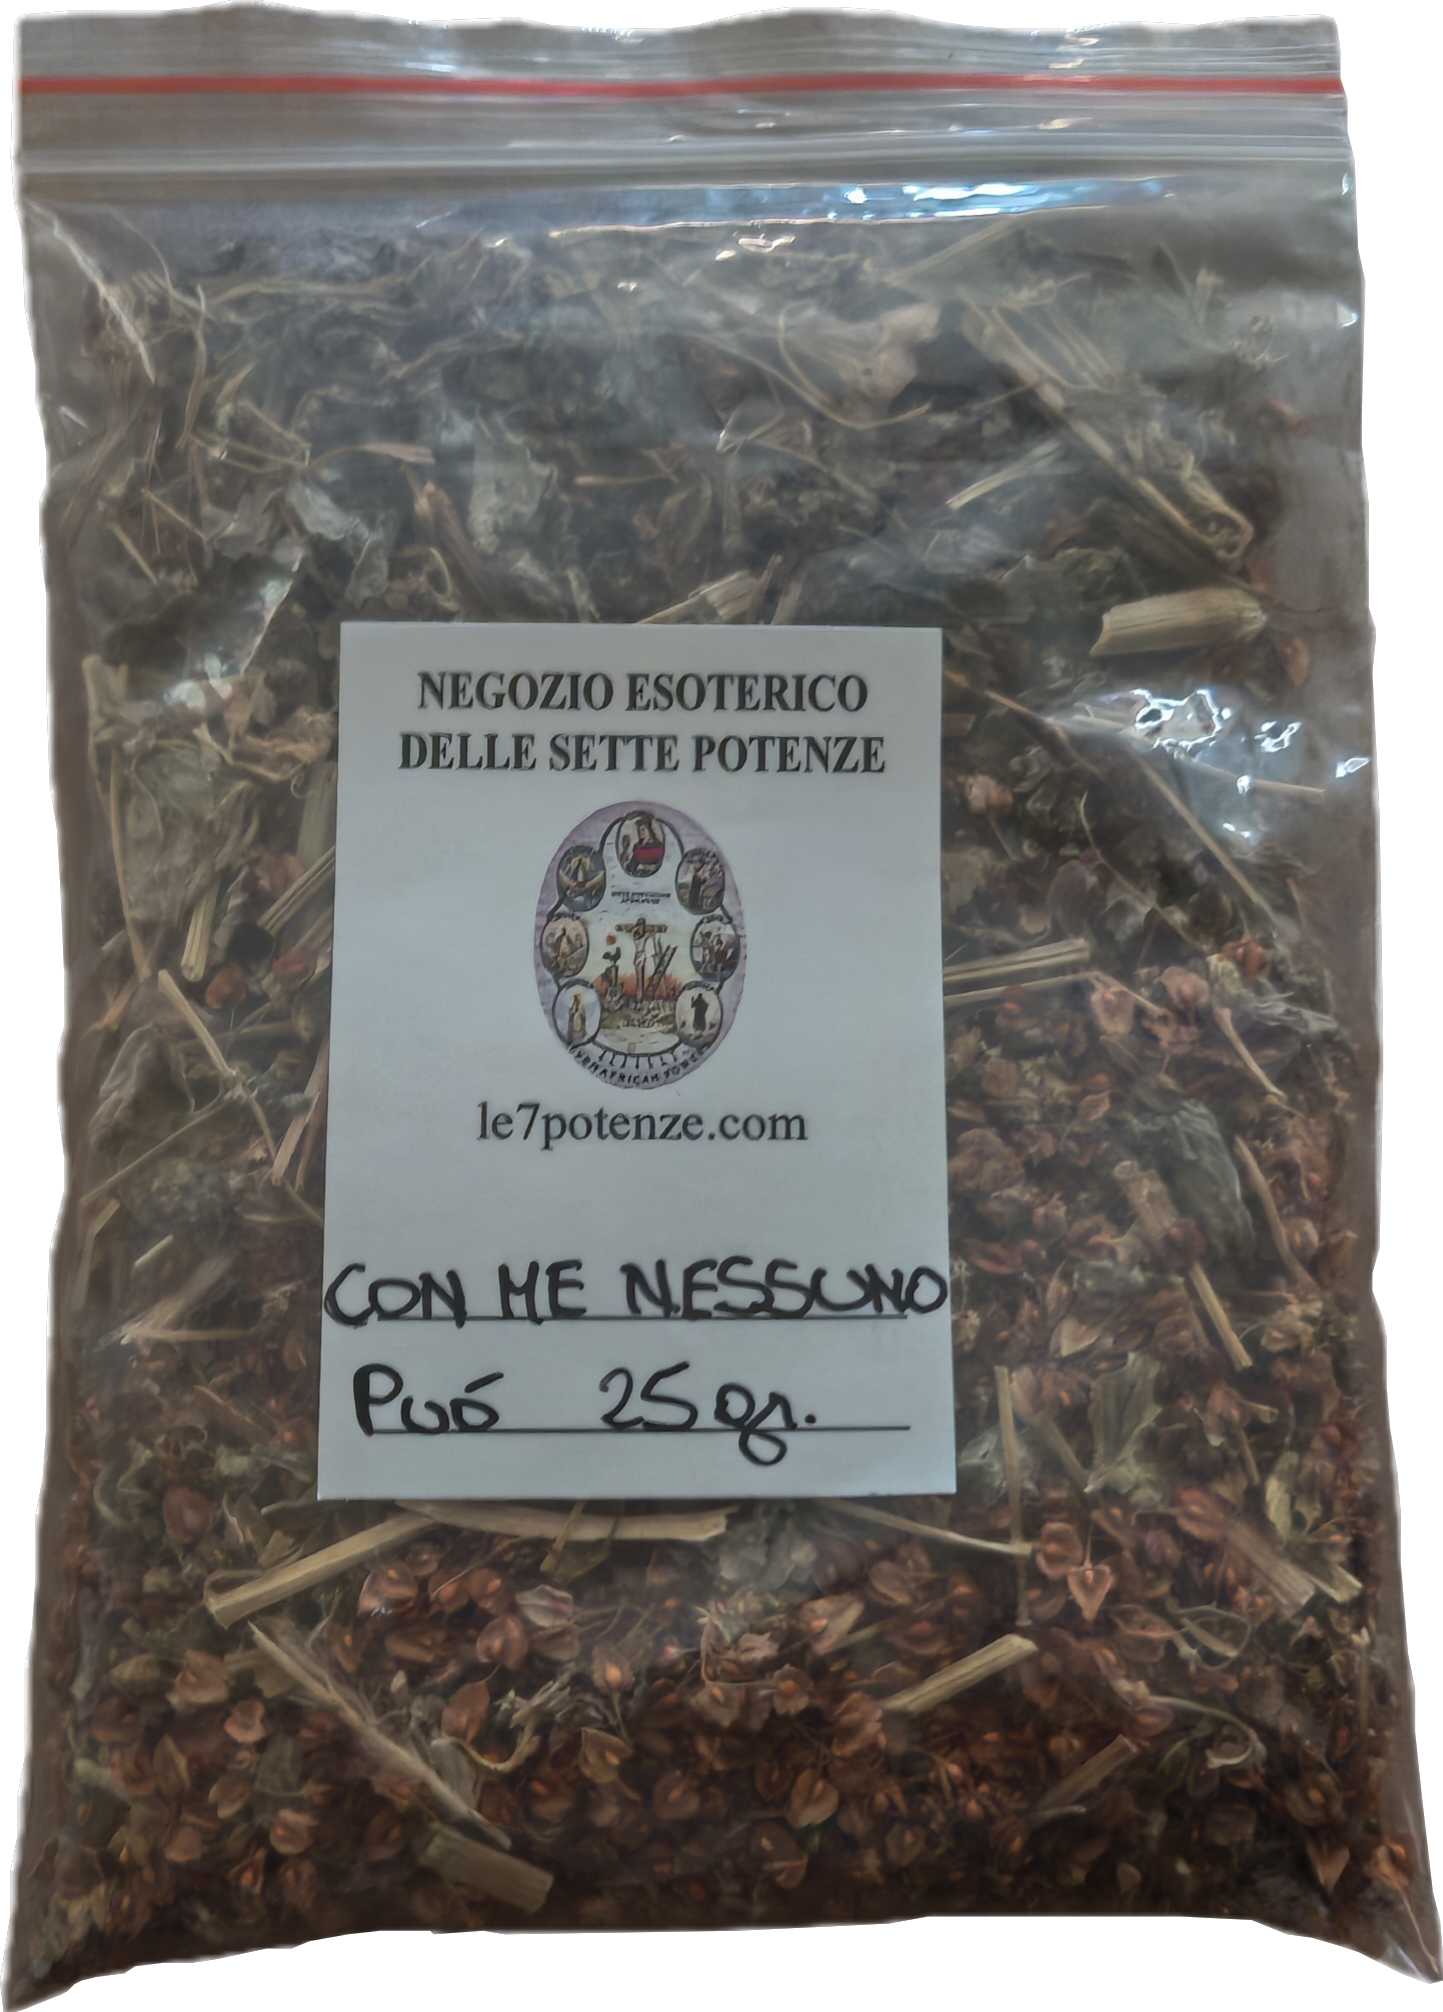 NEGOZIO ESOTERICO
DELLE SETTE POTENZE
le7potenze.com
CON ME NESSUNO
Puó 25 gr.